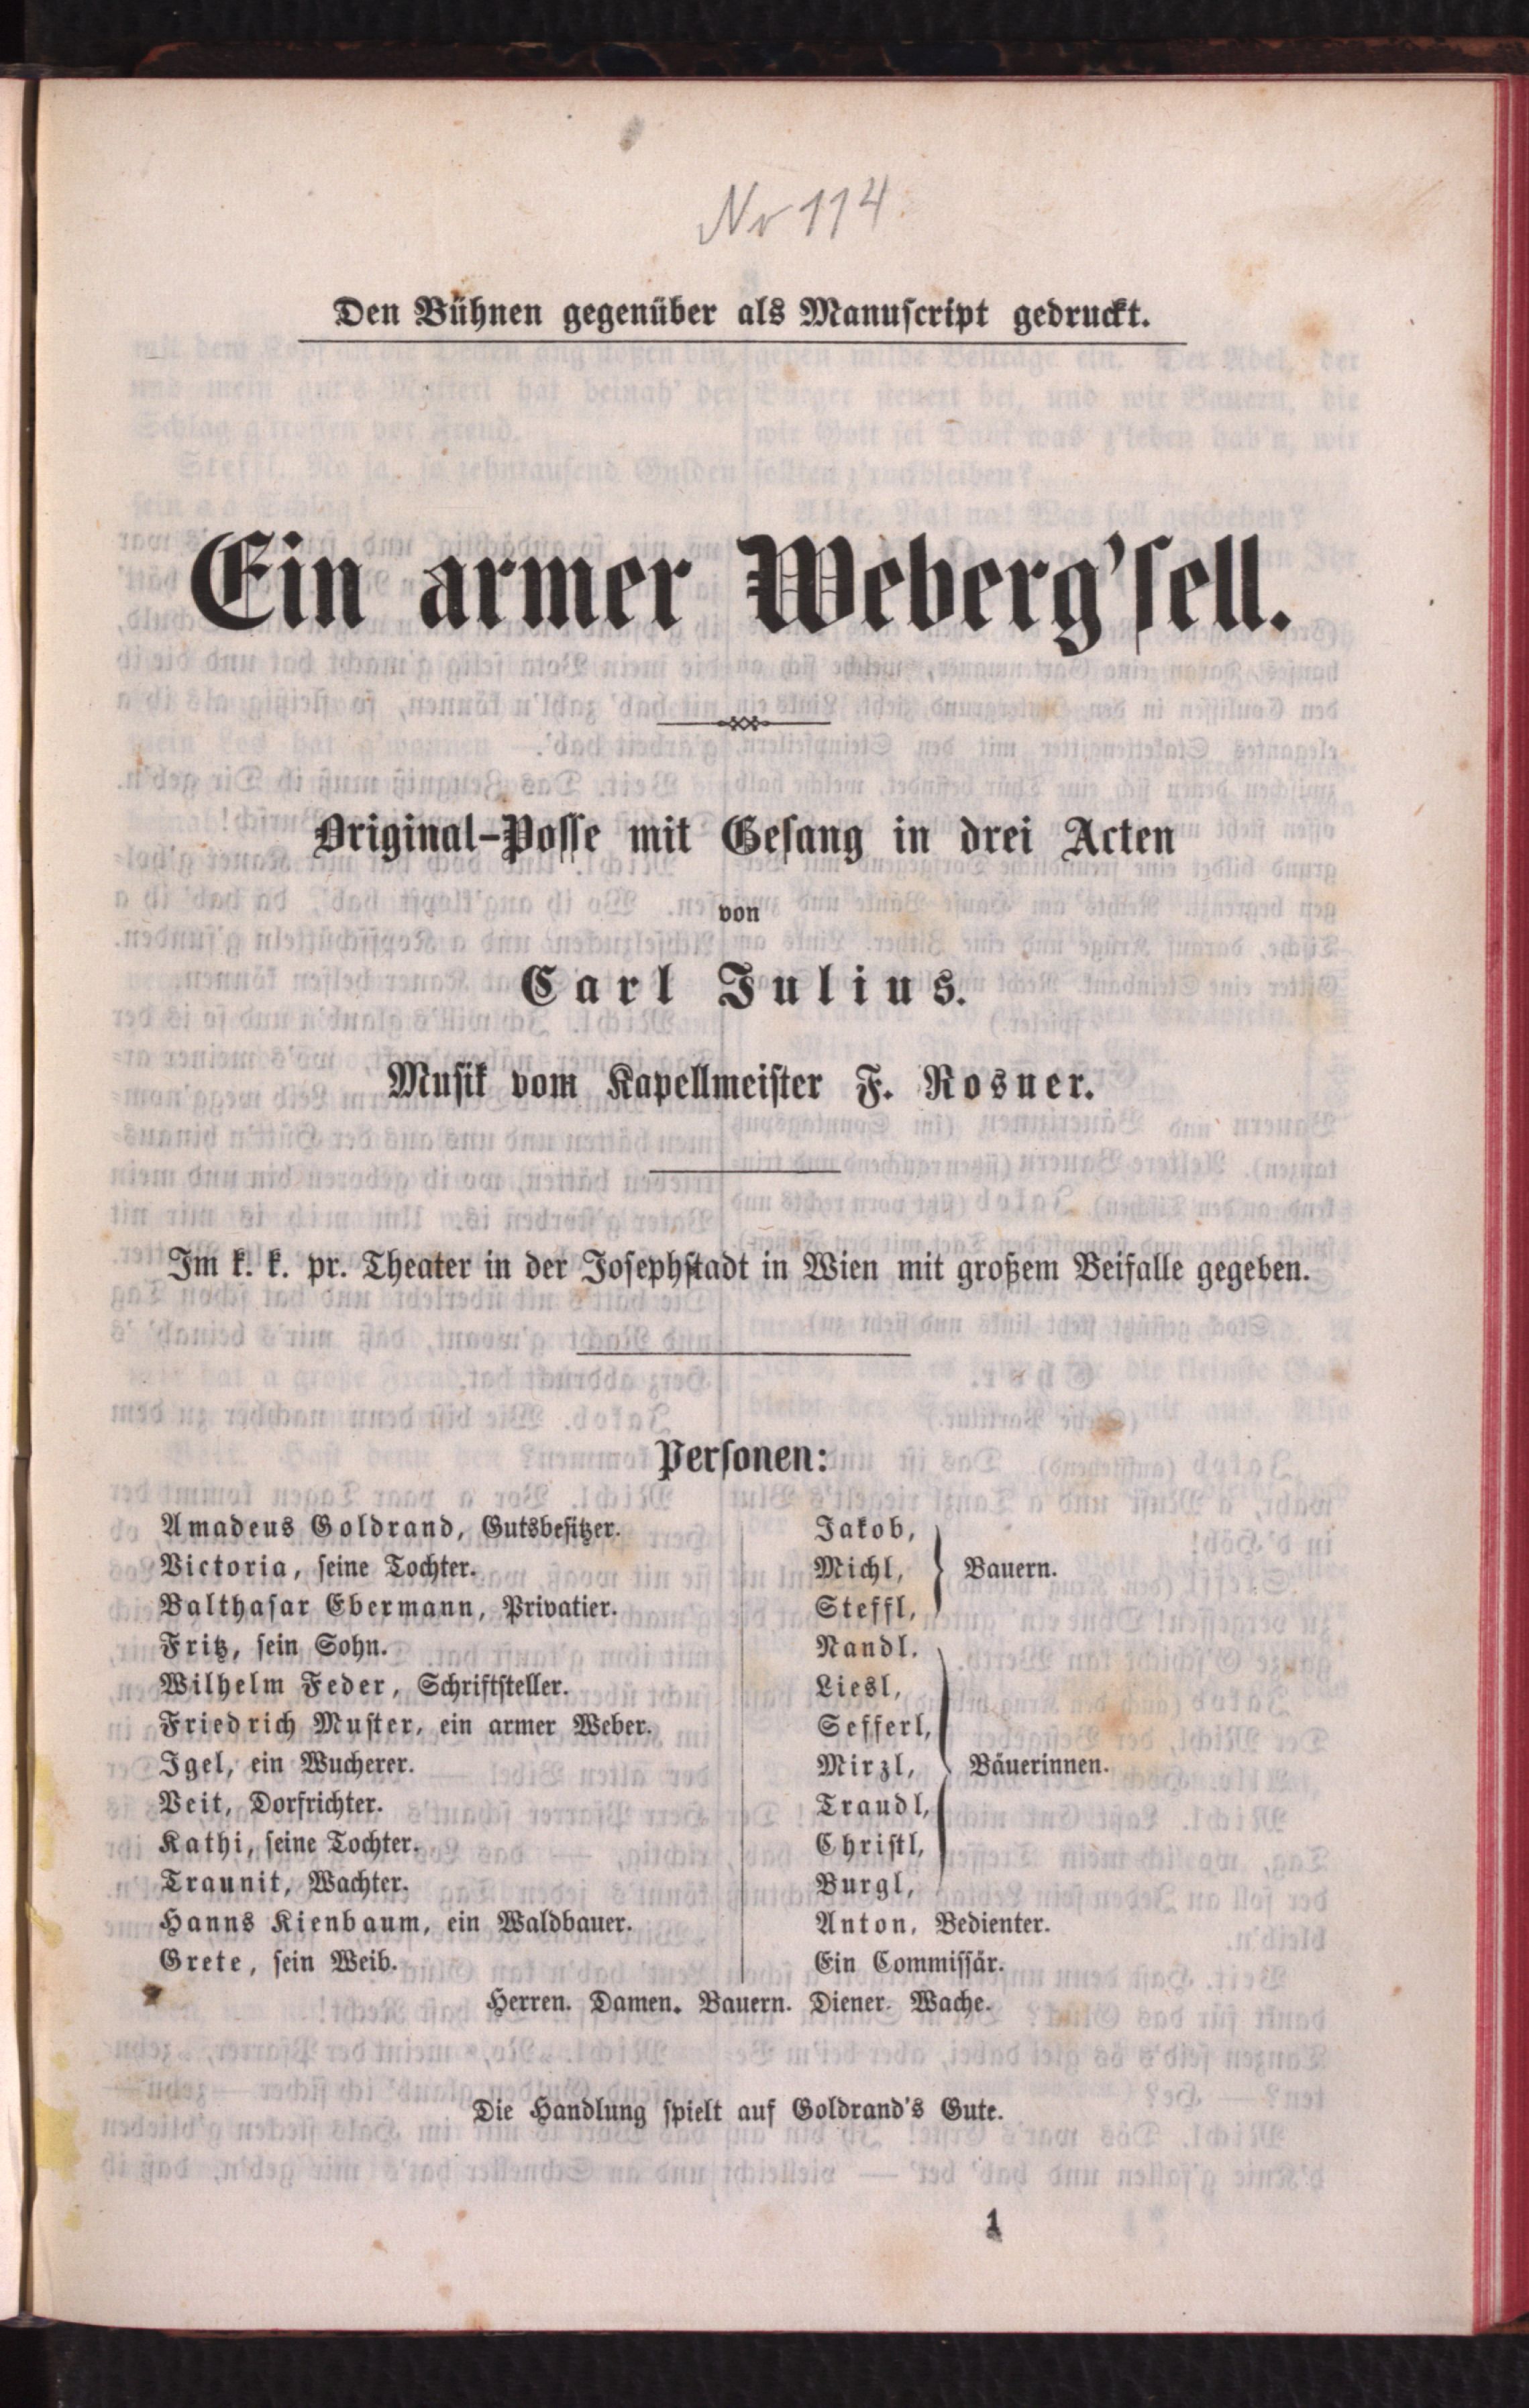 Nr 114
Den Bühnen gegenüber als Manuscript gedruckt.
Ein armer Weberg'sell.
Original-Posse mit Gesang in drei Acten
von
Carl Julius.
Musik vom Kapellmeister F. Rosner.
Im k. k. pr. Theater in der Josephstadt in Wien mit großem Beifalle gegeben.
Personen:
Amadeus Goldrand, Gutsbesitzer.
Victoria, seine Tochter.
Balthasar Ebermann, Privatier.
Fritz, sein Sohn.
Wilhelm Feder, Schriftsteller.
Friedrich Muster, ein armer Weber.
Igel, ein Wucherer.
Veit, Dorfrichter.
Kathi, seine Tochter.
Traunit, Wachter.
Hanns Kienbaum, ein Waldbauer.
Grete, sein Weib.
Jakob,
Michl, Bauern.
Steffl,
Nandl.
Liesl,
Sefferl,
Mirzl, Bäuerinnen.
Traudl,
Christl,
Burgl,
Anton, Bedienter.
Ein Commissär.
Herren. Damen. Bauern. Diener. Wache.
Die Handlung spielt auf Goldrand's Gute.
1